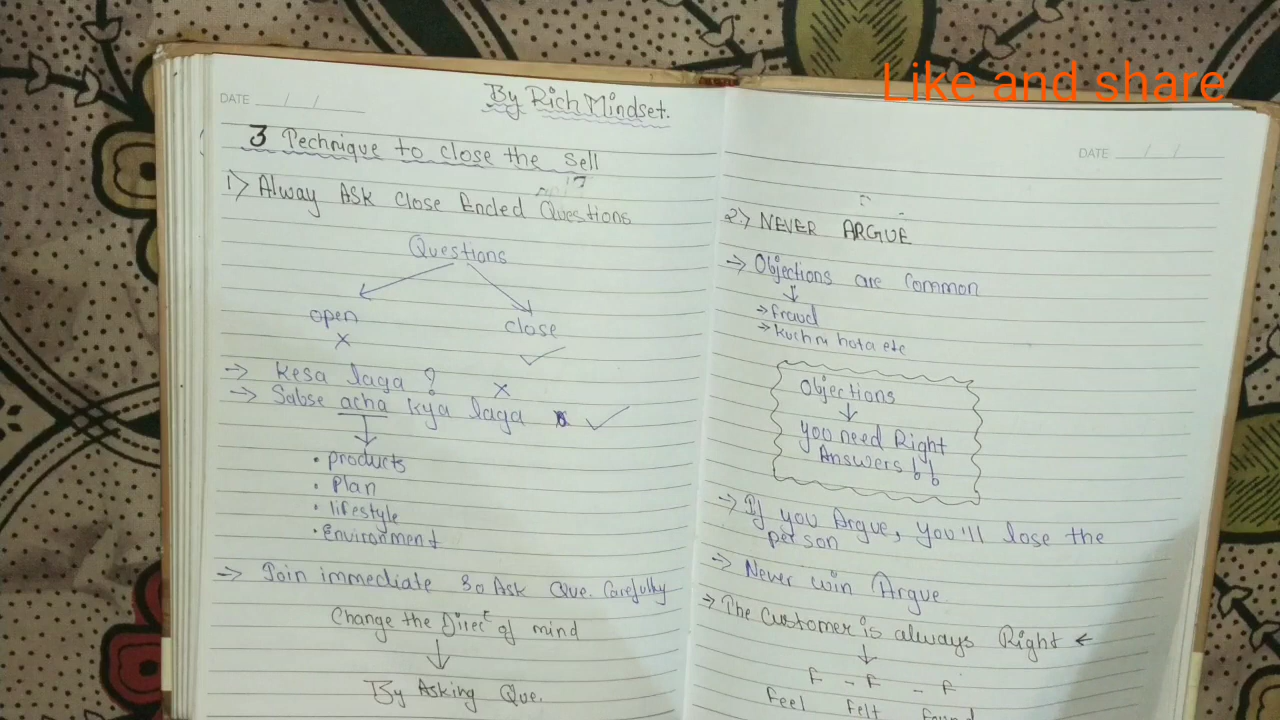 Like and share
DATE
By Rich Mindset.
3 Technique to close the Sell
1> Alway ASK Close Ended Questions
Questions
open close
× ✓
→ Kesa laga ? ×
→ Sabse acha kya laga ✓
• products
• Plan
• lifestyle
• Environment
→ Join immediate So Ask Que. Carefully
Change the Direct of mind
By Asking Que.
DATE
2> NEVER ARGUE
→ Objections are Common
→ fraud
→ kuch ni hota etc
Objections
you need Right
Answers !!
→ If you Argue, you'll lose the
person
→ Never win Argue
→ The Customer is always Right ←
F - F - F
Feel Felt Found